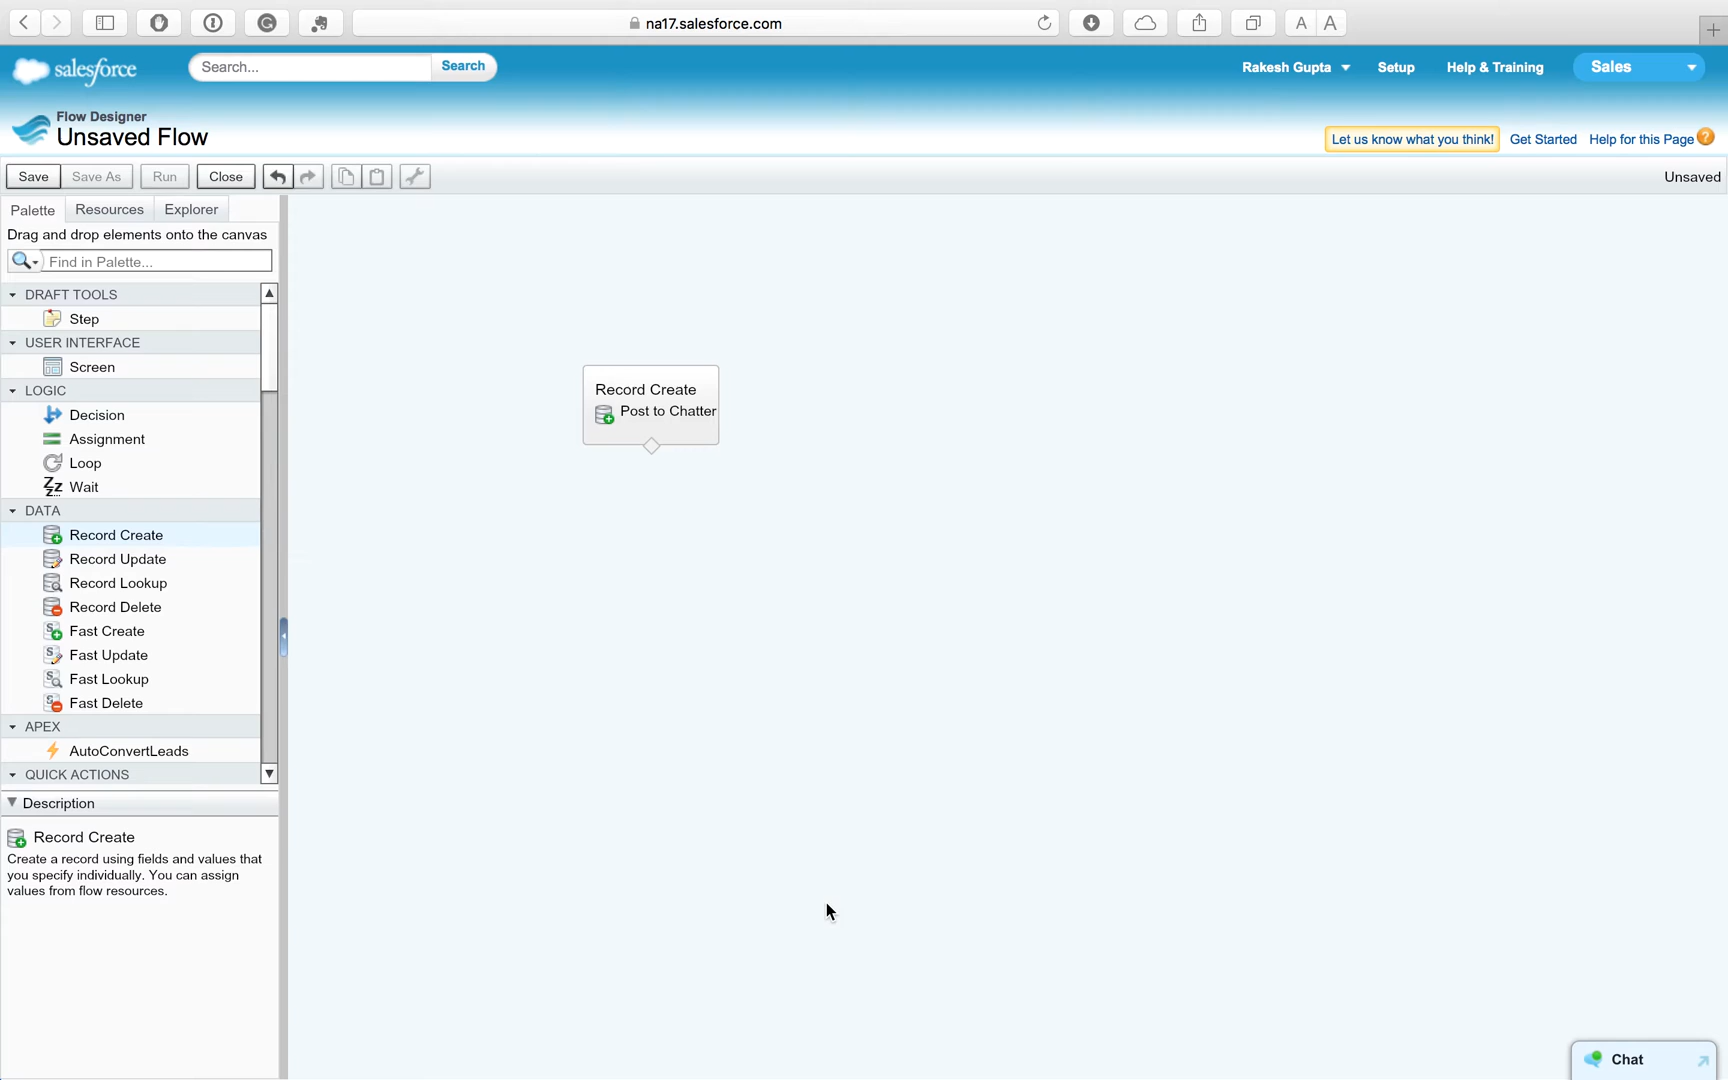 na17.salesforce.com
A A
salesforce
Search...
Search
Rakesh Gupta
Setup
Help & Training
Sales
Flow Designer
Unsaved Flow
Let us know what you think!
Get Started
Help for this Page
?
Save
Save As
Run
Close
Unsaved
Palette
Resources
Explorer
Drag and drop elements onto the canvas
Find in Palette...
DRAFT TOOLS
Step
USER INTERFACE
Screen
LOGIC
Decision
Assignment
Loop
Wait
DATA
Record Create
Record Update
Record Lookup
Record Delete
Fast Create
Fast Update
Fast Lookup
Fast Delete
APEX
AutoConvertLeads
QUICK ACTIONS
Description
Record Create
Create a record using fields and values that
you specify individually. You can assign
values from flow resources.
Record Create
Post to Chatter
Chat